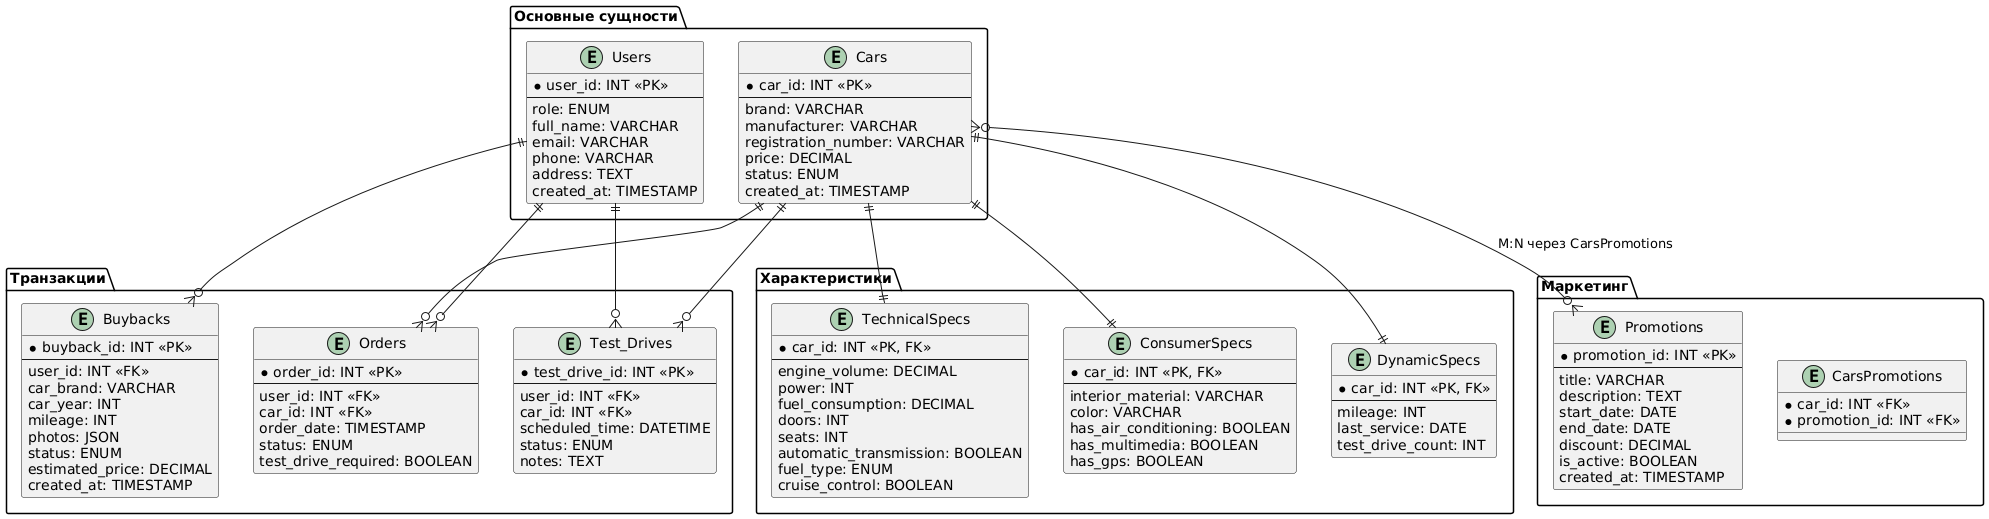 Основные сущности
E Users
* user_id: INT «PK»
role: ENUM
full_name: VARCHAR
email: VARCHAR
phone: VARCHAR
address: TEXT
created_at: TIMESTAMP
E Cars
* car_id: INT «PK»
brand: VARCHAR
manufacturer: VARCHAR
registration_number: VARCHAR
price: DECIMAL
status: ENUM
created_at: TIMESTAMP
M:N через CarsPromotions
Транзакции
E Buybacks
* buyback_id: INT «PK»
user_id: INT «FK»
car_brand: VARCHAR
car_year: INT
mileage: INT
photos: JSON
status: ENUM
estimated_price: DECIMAL
created_at: TIMESTAMP
E Orders
* order_id: INT «PK»
user_id: INT «FK»
car_id: INT «FK»
order_date: TIMESTAMP
status: ENUM
test_drive_required: BOOLEAN
E Test_Drives
* test_drive_id: INT «PK»
user_id: INT «FK»
car_id: INT «FK»
scheduled_time: DATETIME
status: ENUM
notes: TEXT
Характеристики
E TechnicalSpecs
* car_id: INT «PK, FK»
engine_volume: DECIMAL
power: INT
fuel_consumption: DECIMAL
doors: INT
seats: INT
automatic_transmission: BOOLEAN
fuel_type: ENUM
cruise_control: BOOLEAN
E ConsumerSpecs
* car_id: INT «PK, FK»
interior_material: VARCHAR
color: VARCHAR
has_air_conditioning: BOOLEAN
has_multimedia: BOOLEAN
has_gps: BOOLEAN
E DynamicSpecs
* car_id: INT «PK, FK»
mileage: INT
last_service: DATE
test_drive_count: INT
Маркетинг
E Promotions
* promotion_id: INT «PK»
title: VARCHAR
description: TEXT
start_date: DATE
end_date: DATE
discount: DECIMAL
is_active: BOOLEAN
created_at: TIMESTAMP
E CarsPromotions
* car_id: INT «FK»
* promotion_id: INT «FK»